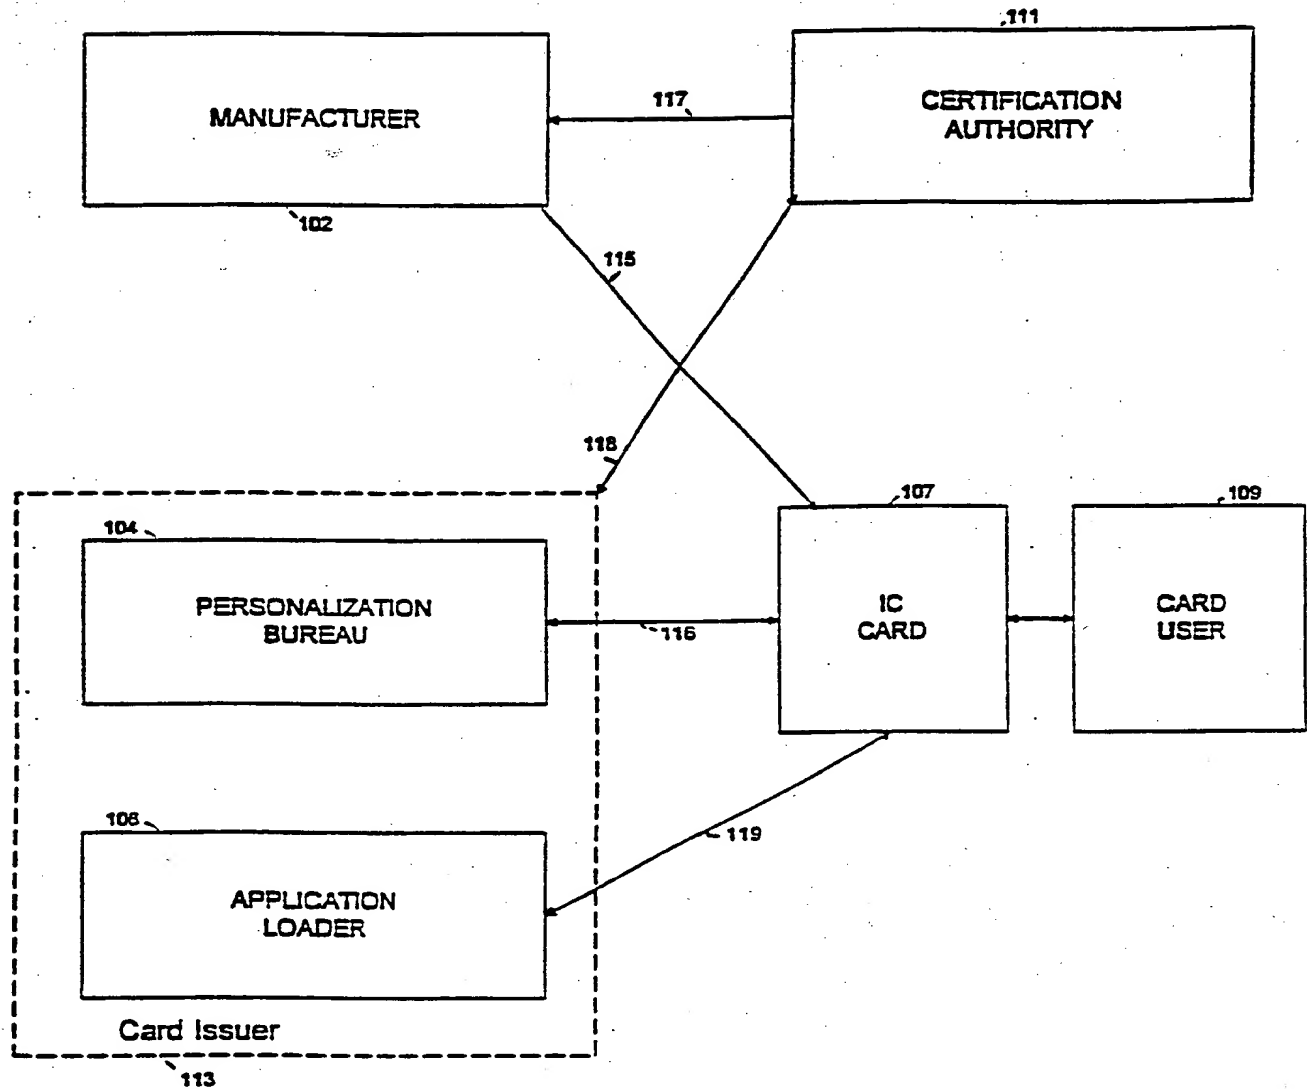 111
MANUFACTURER
117
CERTIFICATION
AUTHORITY
102
115
118
107
109
104
PERSONALIZATION
BUREAU
116
IC
CARD
CARD
USER
106
119
APPLICATION
LOADER
Card Issuer
113